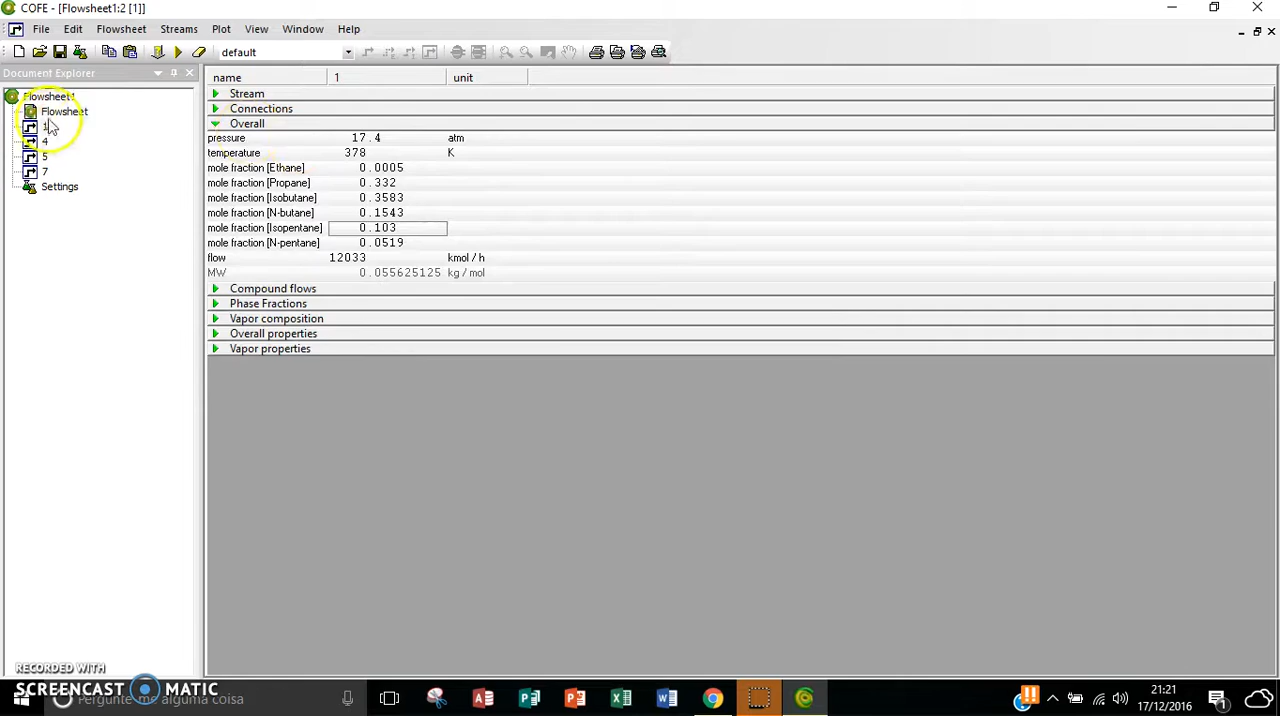 COFE - [Flowsheet1:2 [1]]
File Edit Flowsheet Streams Plot View Window Help
default
Document Explorer
Flowsheet1
Flowsheet
1
4
5
7
Settings
name 1 unit
Stream
Connections
Overall
pressure 17.4 atm
temperature 378 K
mole fraction [Ethane] 0.0005
mole fraction [Propane] 0.332
mole fraction [Isobutane] 0.3583
mole fraction [N-butane] 0.1543
mole fraction [Isopentane] 0.103
mole fraction [N-pentane] 0.0519
flow 12033 kmol / h
MW 0.055625125 kg / mol
Compound flows
Phase Fractions
Vapor composition
Overall properties
Vapor properties
RECORDED WITH
SCREENCAST MATIC
Pergunte me alguma coisa
21:21
17/12/2016
1